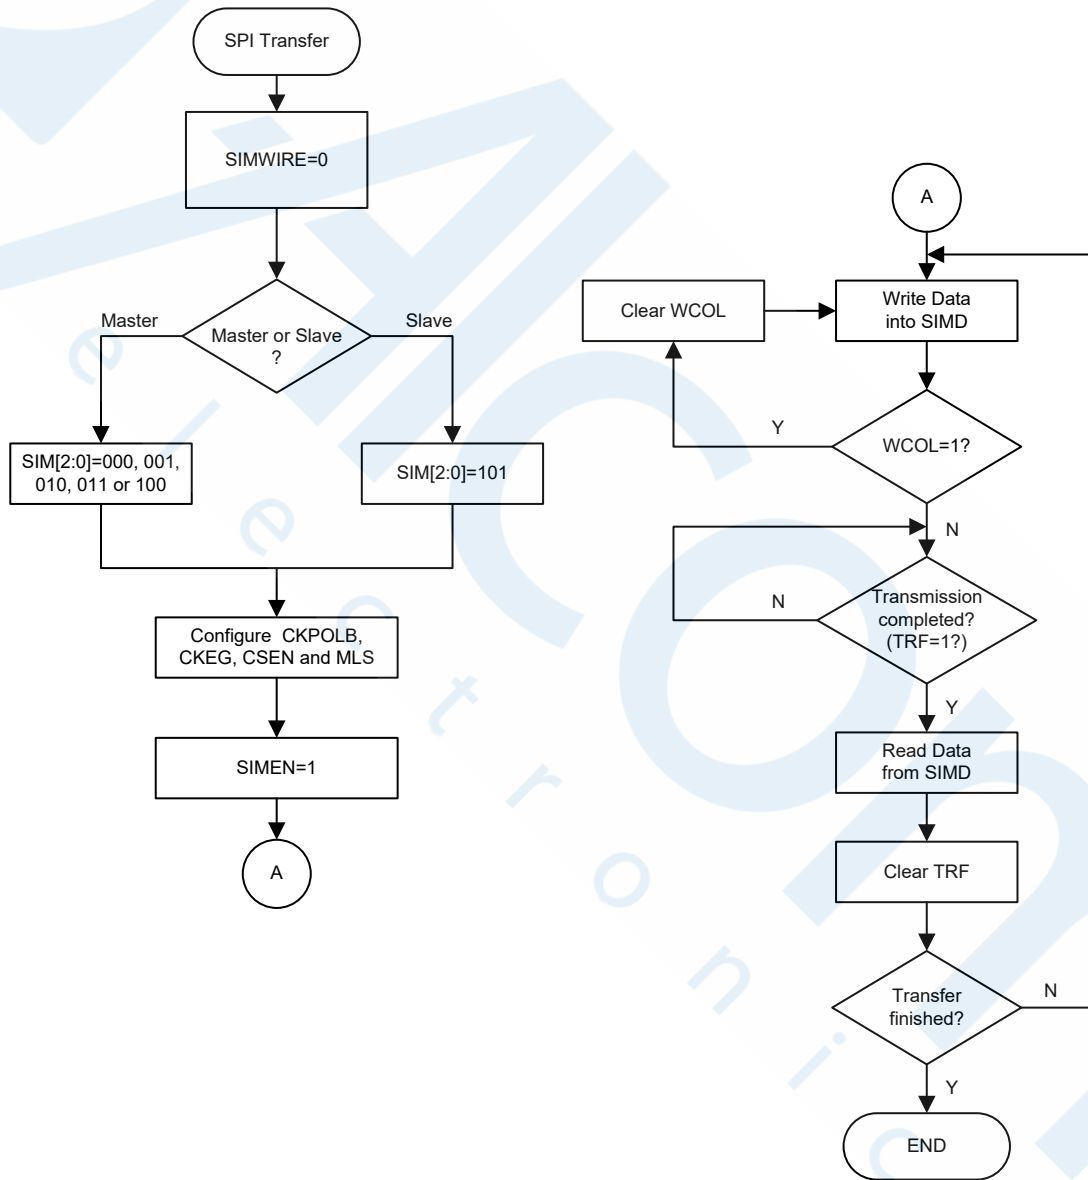 SPI Transfer
SIMWIRE=0
Master
Master or Slave
?
Slave
SIM[2:0]=000, 001,
010, 011 or 100
SIM[2:0]=101
Configure CKPOLB,
CKEG, CSEN and MLS
SIMEN=1
A
A
Write Data
into SIMD
Clear WCOL
WCOL=1?
Y
N
Transmission
completed?
(TRF=1?)
N
Y
Read Data
from SIMD
Clear TRF
Transfer
finished?
N
Y
END